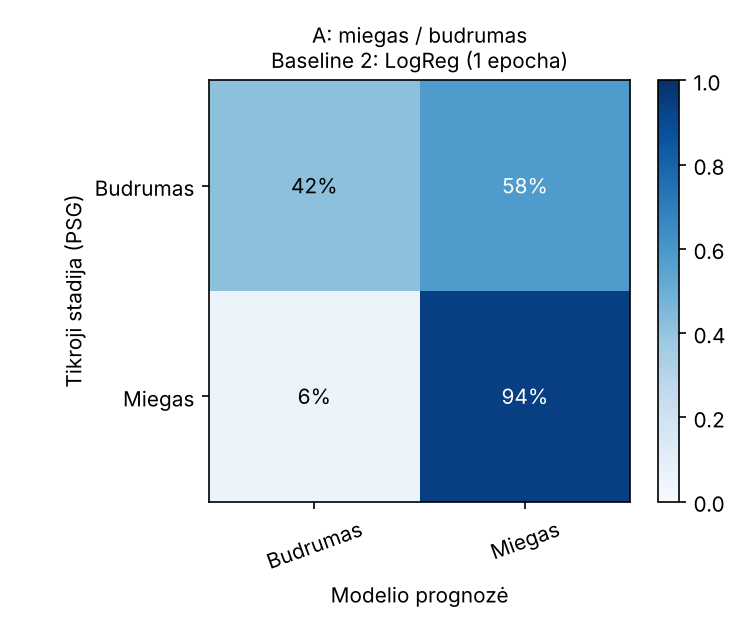 A: miegas / budrumas
Baseline 2: LogReg (1 epocha)
Tikroji stadija (PSG)
Budrumas
42%
58%
Miegas
6%
94%
Budrumas
Miegas
Modelio prognozė
1.0
0.8
0.6
0.4
0.2
0.0